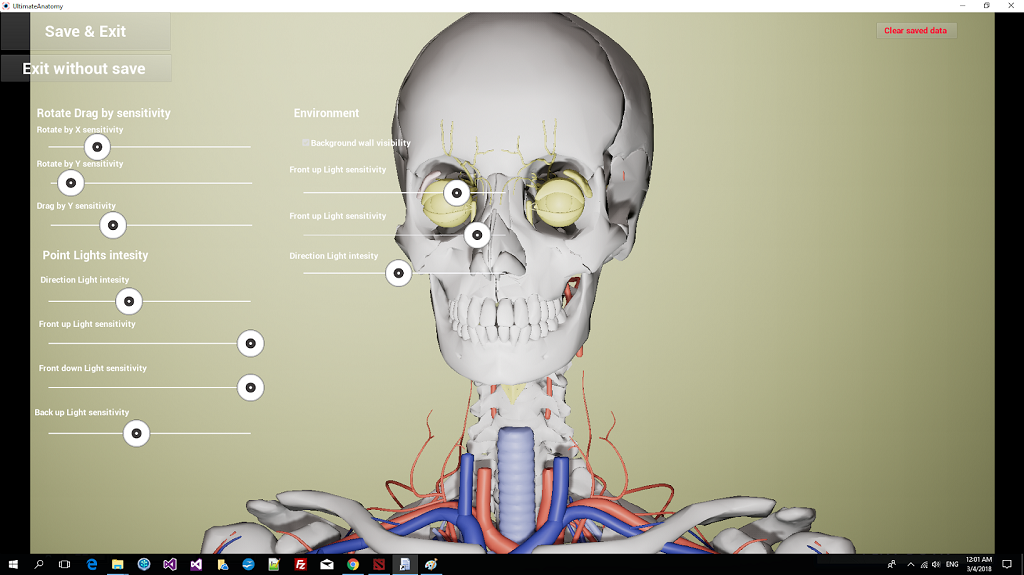 UltimateAnatomy
Save & Exit
Clear saved data
Exit without save
Rotate Drag by sensitivity
Environment
Rotate by X sensitivity
Background wall visibility
Rotate by Y sensitivity
Front up Light sensitivity
Drag by Y sensitivity
Front up Light sensitivity
Point Lights intesity
Direction Light intesity
Direction Light intesity
Front up Light sensitivity
Front down Light sensitivity
Back up Light sensitivity
ENG
12:01 AM
3/4/2018